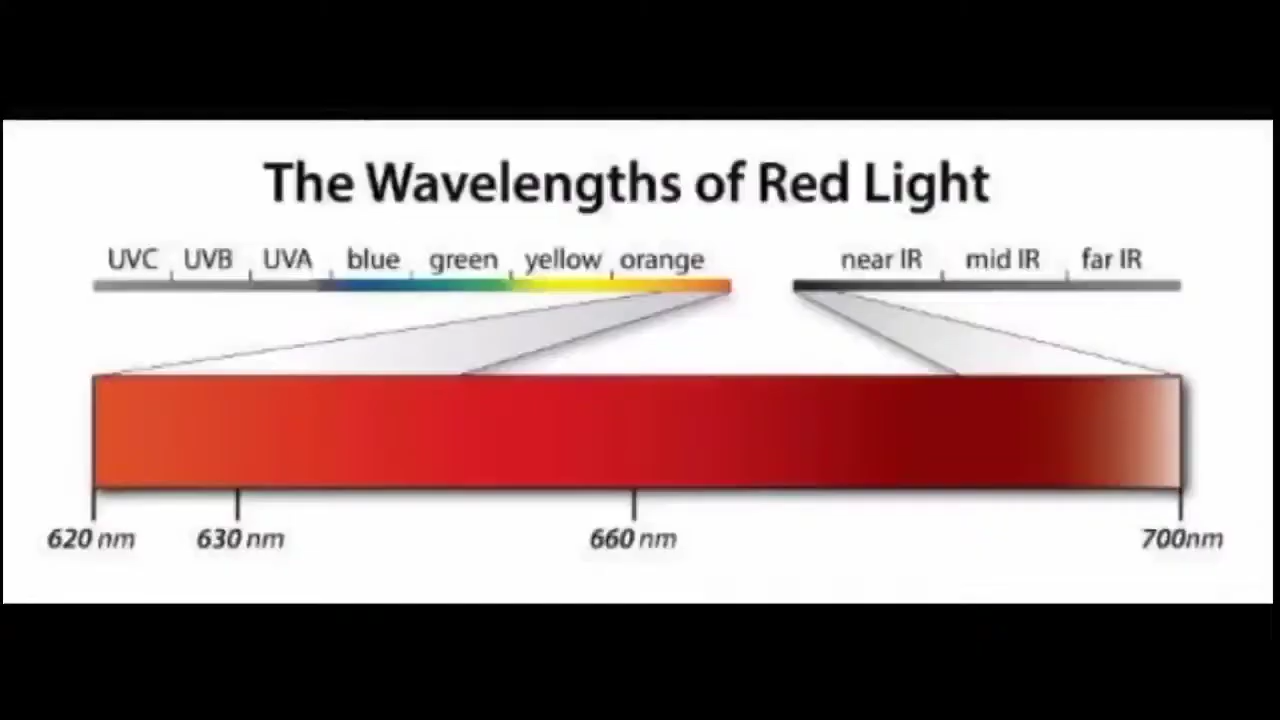 The Wavelengths of Red Light
UVC UVB UVA blue green yellow orange near IR mid IR far IR
620 nm 630 nm 660 nm 700nm